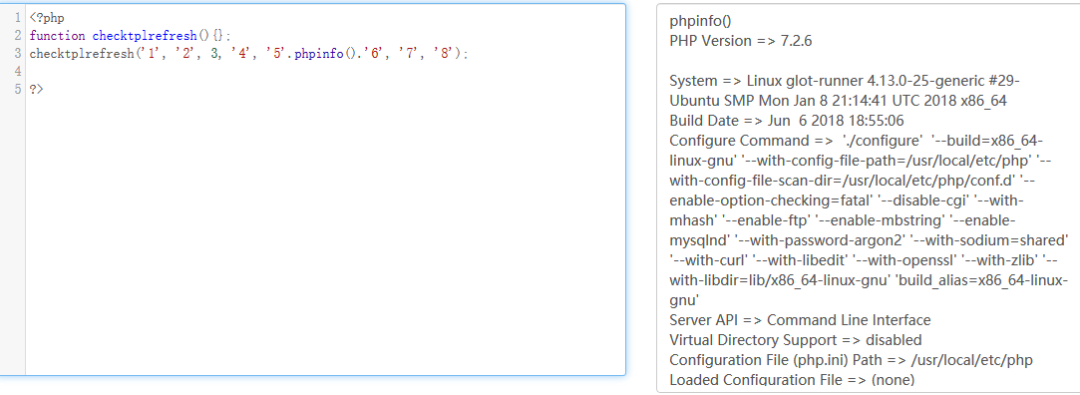 1 <?php
2 function checktplrefresh(){};
3 checktplrefresh('1', '2', 3, '4', '5'.phpinfo().'6', '7', '8');
4
5 ?>
phpinfo()
PHP Version => 7.2.6
System => Linux glot-runner 4.13.0-25-generic #29-
Ubuntu SMP Mon Jan 8 21:14:41 UTC 2018 x86_64
Build Date => Jun  6 2018 18:55:06
Configure Command =>  './configure'  '--build=x86_64-
linux-gnu' '--with-config-file-path=/usr/local/etc/php' '--
with-config-file-scan-dir=/usr/local/etc/php/conf.d' '--
enable-option-checking=fatal' '--disable-cgi' '--with-
mhash' '--enable-ftp' '--enable-mbstring' '--enable-
mysqlnd' '--with-password-argon2' '--with-sodium=shared'
'--with-curl' '--with-libedit' '--with-openssl' '--with-zlib' '--
with-libdir=lib/x86_64-linux-gnu' 'build_alias=x86_64-linux-
gnu'
Server API => Command Line Interface
Virtual Directory Support => disabled
Configuration File (php.ini) Path => /usr/local/etc/php
Loaded Configuration File => (none)